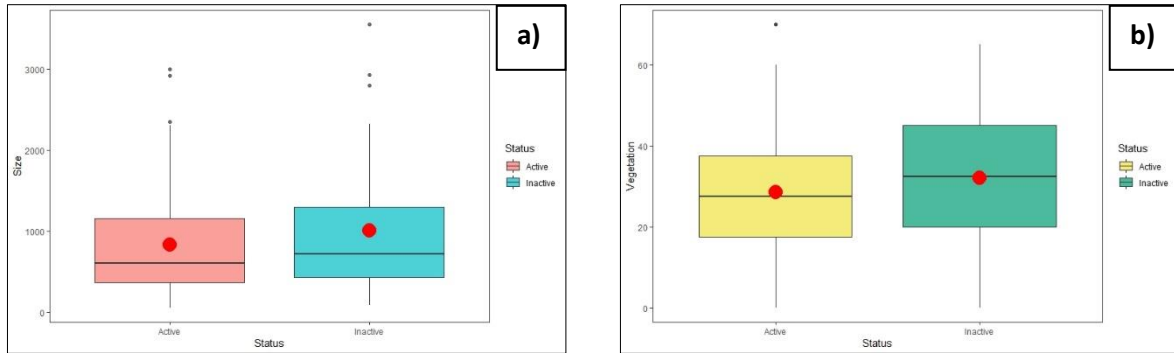 a)
3000
2000
1000
0
Size
Active
Inactive
Status
Status
Active
Inactive
b)
60
40
20
0
Vegetation
Active
Inactive
Status
Status
Active
Inactive